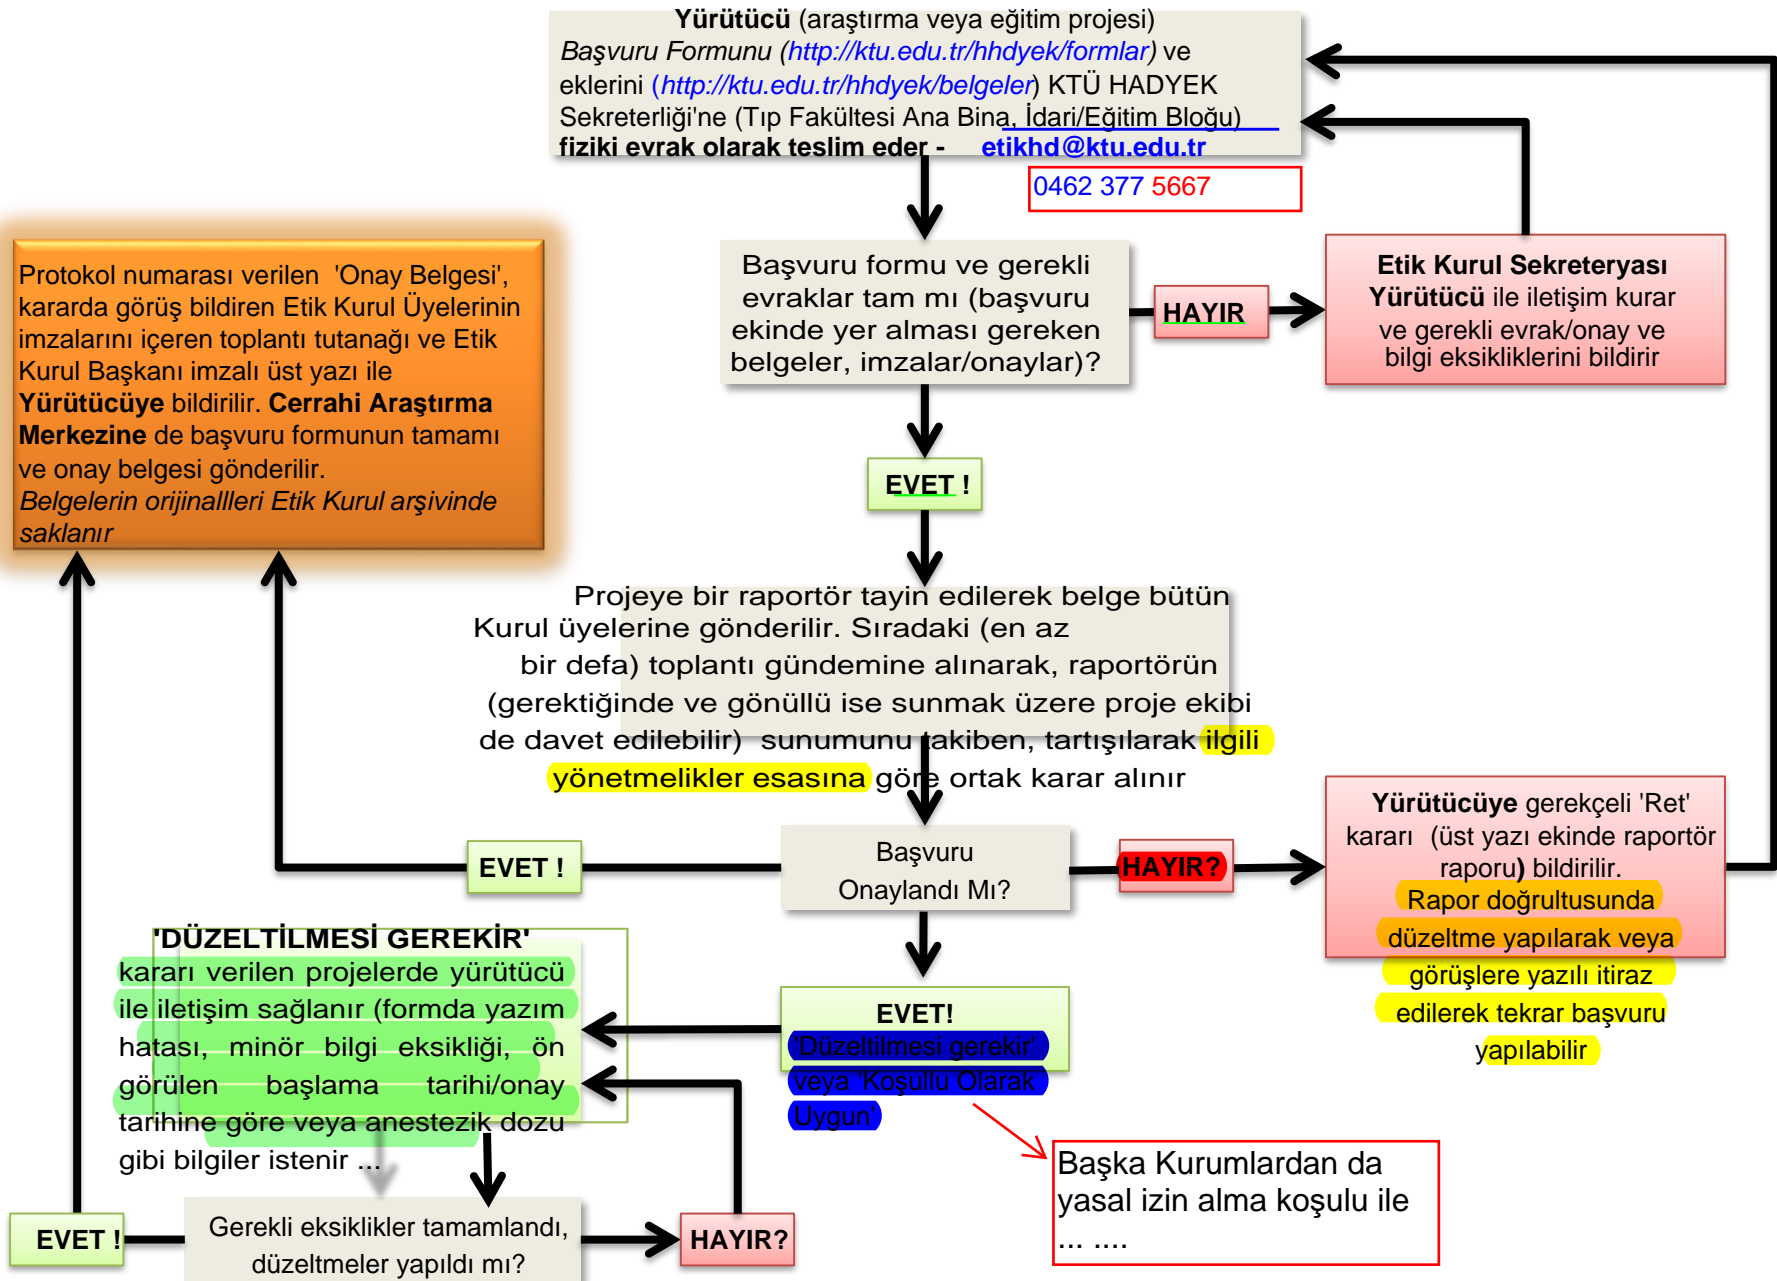 Yürütücü (araştırma veya eğitim projesi)
Başvuru Formunu (http://ktu.edu.tr/hhdyek/formlar) ve
eklerini (http://ktu.edu.tr/hhdyek/belgeler) KTÜ HADYEK
Sekreterliği'ne (Tıp Fakültesi Ana Bina, İdari/Eğitim Bloğu)
fiziki evrak olarak teslim eder - etikhd@ktu.edu.tr
0462 377 5667
Protokol numarası verilen 'Onay Belgesi',
kararda görüş bildiren Etik Kurul Üyelerinin
imzalarını içeren toplantı tutanağı ve Etik
Kurul Başkanı imzalı üst yazı ile
Yürütücüye bildirilir. Cerrahi Araştırma
Merkezine de başvuru formunun tamamı
ve onay belgesi gönderilir.
Belgelerin orijinallleri Etik Kurul arşivinde
saklanır
Başvuru formu ve gerekli
evraklar tam mı (başvuru
ekinde yer alması gereken
belgeler, imzalar/onaylar)?
HAYIR
Etik Kurul Sekreteryası
Yürütücü ile iletişim kurar
ve gerekli evrak/onay ve
bilgi eksikliklerini bildirir
EVET !
Projeye bir raportör tayin edilerek belge bütün
Kurul üyelerine gönderilir. Sıradaki (en az
bir defa) toplantı gündemine alınarak, raportörün
(gerektiğinde ve gönüllü ise sunmak üzere proje ekibi
de davet edilebilir) sunumunu takiben, tartışılarak ilgili
yönetmelikler esasına göre ortak karar alınır
EVET !
Başvuru
Onaylandı Mı?
HAYIR?
Yürütücüye gerekçeli 'Ret'
kararı (üst yazı ekinde raportör
raporu) bildirilir.
Rapor doğrultusunda
düzeltme yapılarak veya
görüşlere yazılı itiraz
edilerek tekrar başvuru
yapılabilir
'DÜZELTİLMESİ GEREKİR'
kararı verilen projelerde yürütücü
ile iletişim sağlanır (formda yazım
hatası, minör bilgi eksikliği, ön
görülen başlama tarihi/onay
tarihine göre veya anestezik dozu
gibi bilgiler istenir ...
EVET!
'Düzeltilmesi gerekir'
veya 'Koşullu Olarak
Uygun'
Başka Kurumlardan da
yasal izin alma koşulu ile
... ....
EVET !
Gerekli eksiklikler tamamlandı,
düzeltmeler yapıldı mı?
HAYIR?